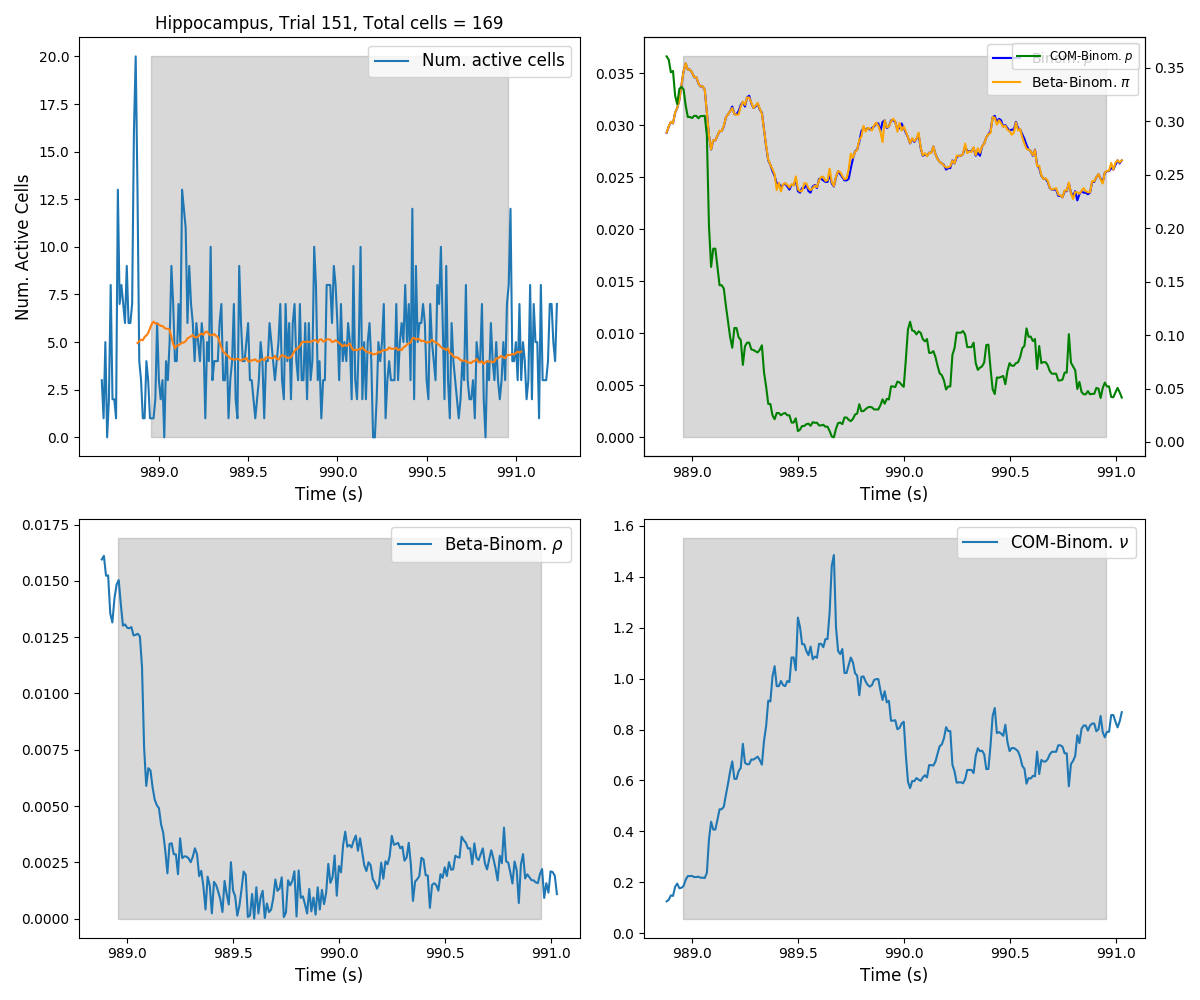 Hippocampus, Trial 151, Total cells = 169
Num. active cells
Num. Active Cells
20.0
17.5
15.0
12.5
10.0
7.5
5.0
2.5
0.0
989.0 989.5 990.0 990.5 991.0
Time (s)
COM-Binom. p
Beta-Binom. π
0.035
0.030
0.025
0.020
0.015
0.010
0.005
0.000
0.35
0.30
0.25
0.20
0.15
0.10
0.05
0.00
989.0 989.5 990.0 990.5 991.0
Time (s)
Beta-Binom. ρ
0.0175
0.0150
0.0125
0.0100
0.0075
0.0050
0.0025
0.0000
989.0 989.5 990.0 990.5 991.0
Time (s)
COM-Binom. ν
1.6
1.4
1.2
1.0
0.8
0.6
0.4
0.2
0.0
989.0 989.5 990.0 990.5 991.0
Time (s)